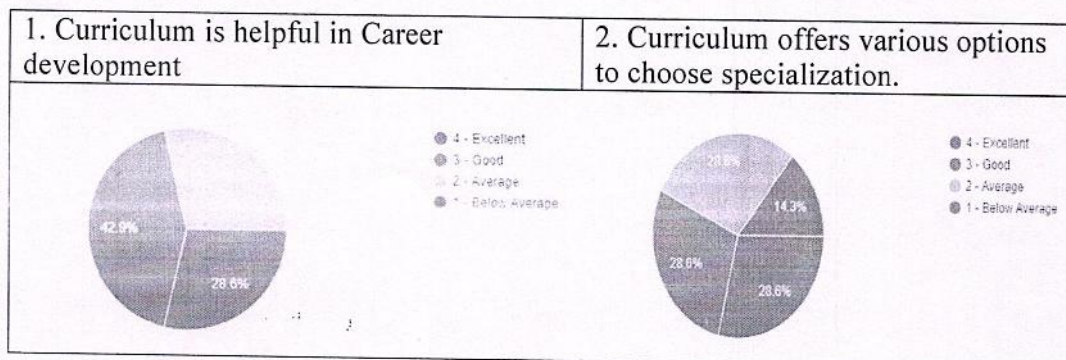 1. Curriculum is helpful in Career
development
2. Curriculum offers various options
to choose specialization.
4 - Excellent
3 - Good
2 - Average
1 - Below Average
42.9%
28.6%
4 - Excellent
3 - Good
2 - Average
1 - Below Average
28.6%
14.3%
28.6%
28.6%